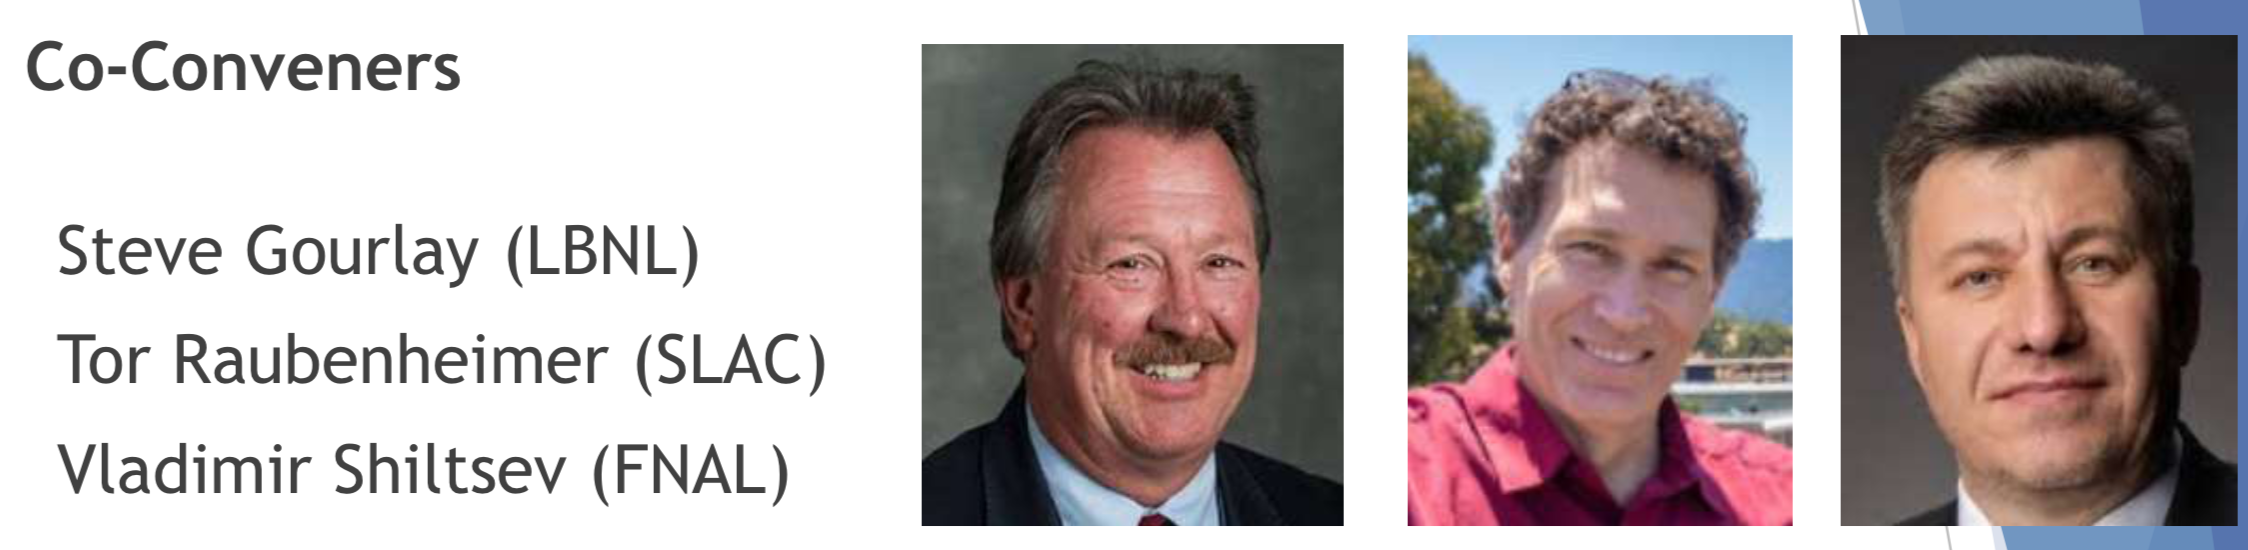 Co-Conveners
Steve Gourlay (LBNL)
Tor Raubenheimer (SLAC)
Vladimir Shiltsev (FNAL)